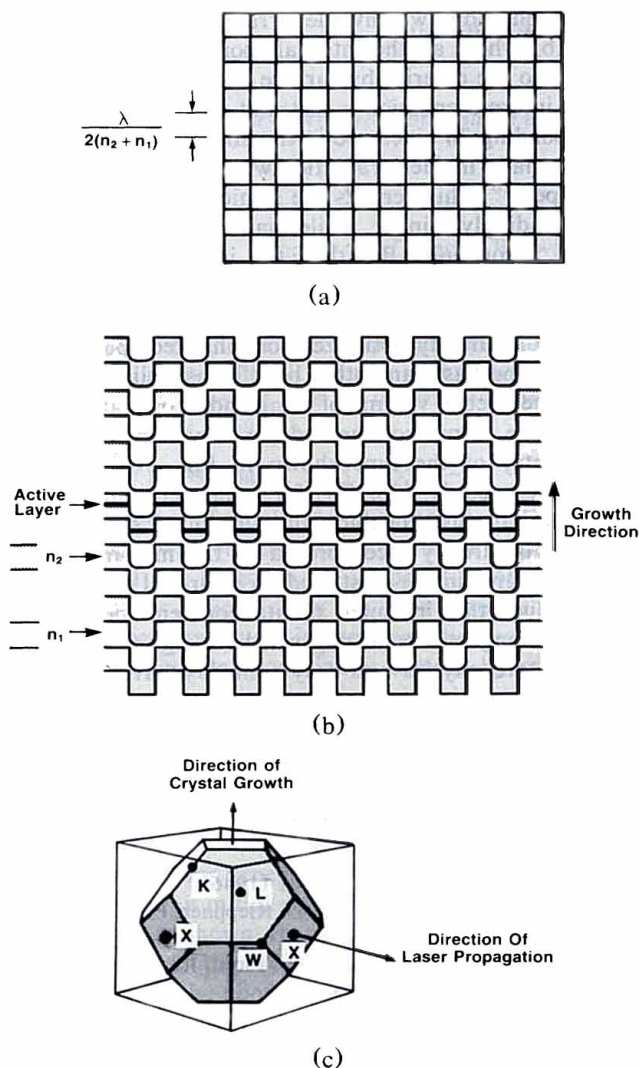 λ
2(n₂ + n₁)
(a)
Active
Layer
n₂
n₁
Growth
Direction
(b)
Direction of
Crystal Growth
K
L
X
W
X
Direction Of
Laser Propagation
(c)